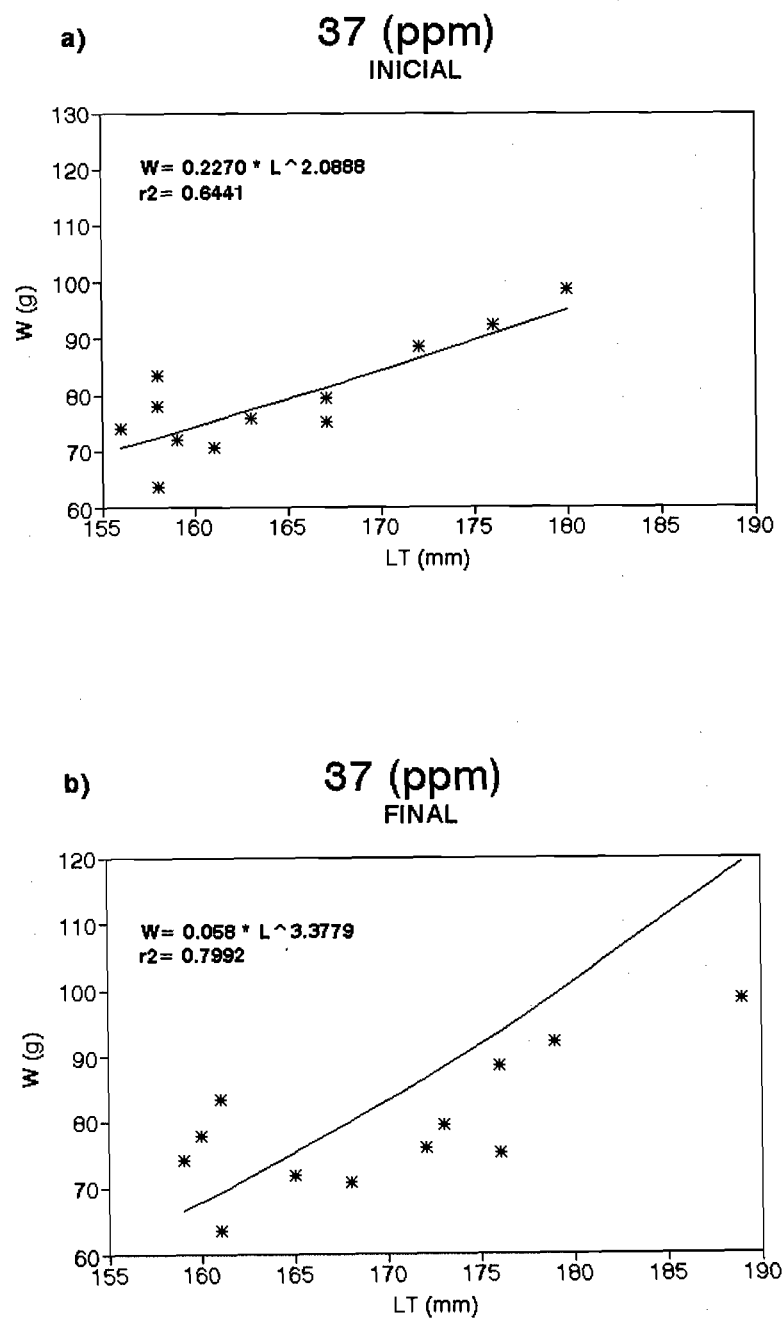 a)
37 (ppm)
INICIAL
130
120
110
100
90
80
70
60
W (g)
W= 0.2270 * L^2.0888
r2= 0.6441
155 160 165 170 175 180 185 190
LT (mm)
b)
37 (ppm)
FINAL
120
110
100
90
80
70
60
W (g)
W= 0.058 * L^3.3779
r2= 0.7992
155 160 165 170 175 180 185 190
LT (mm)